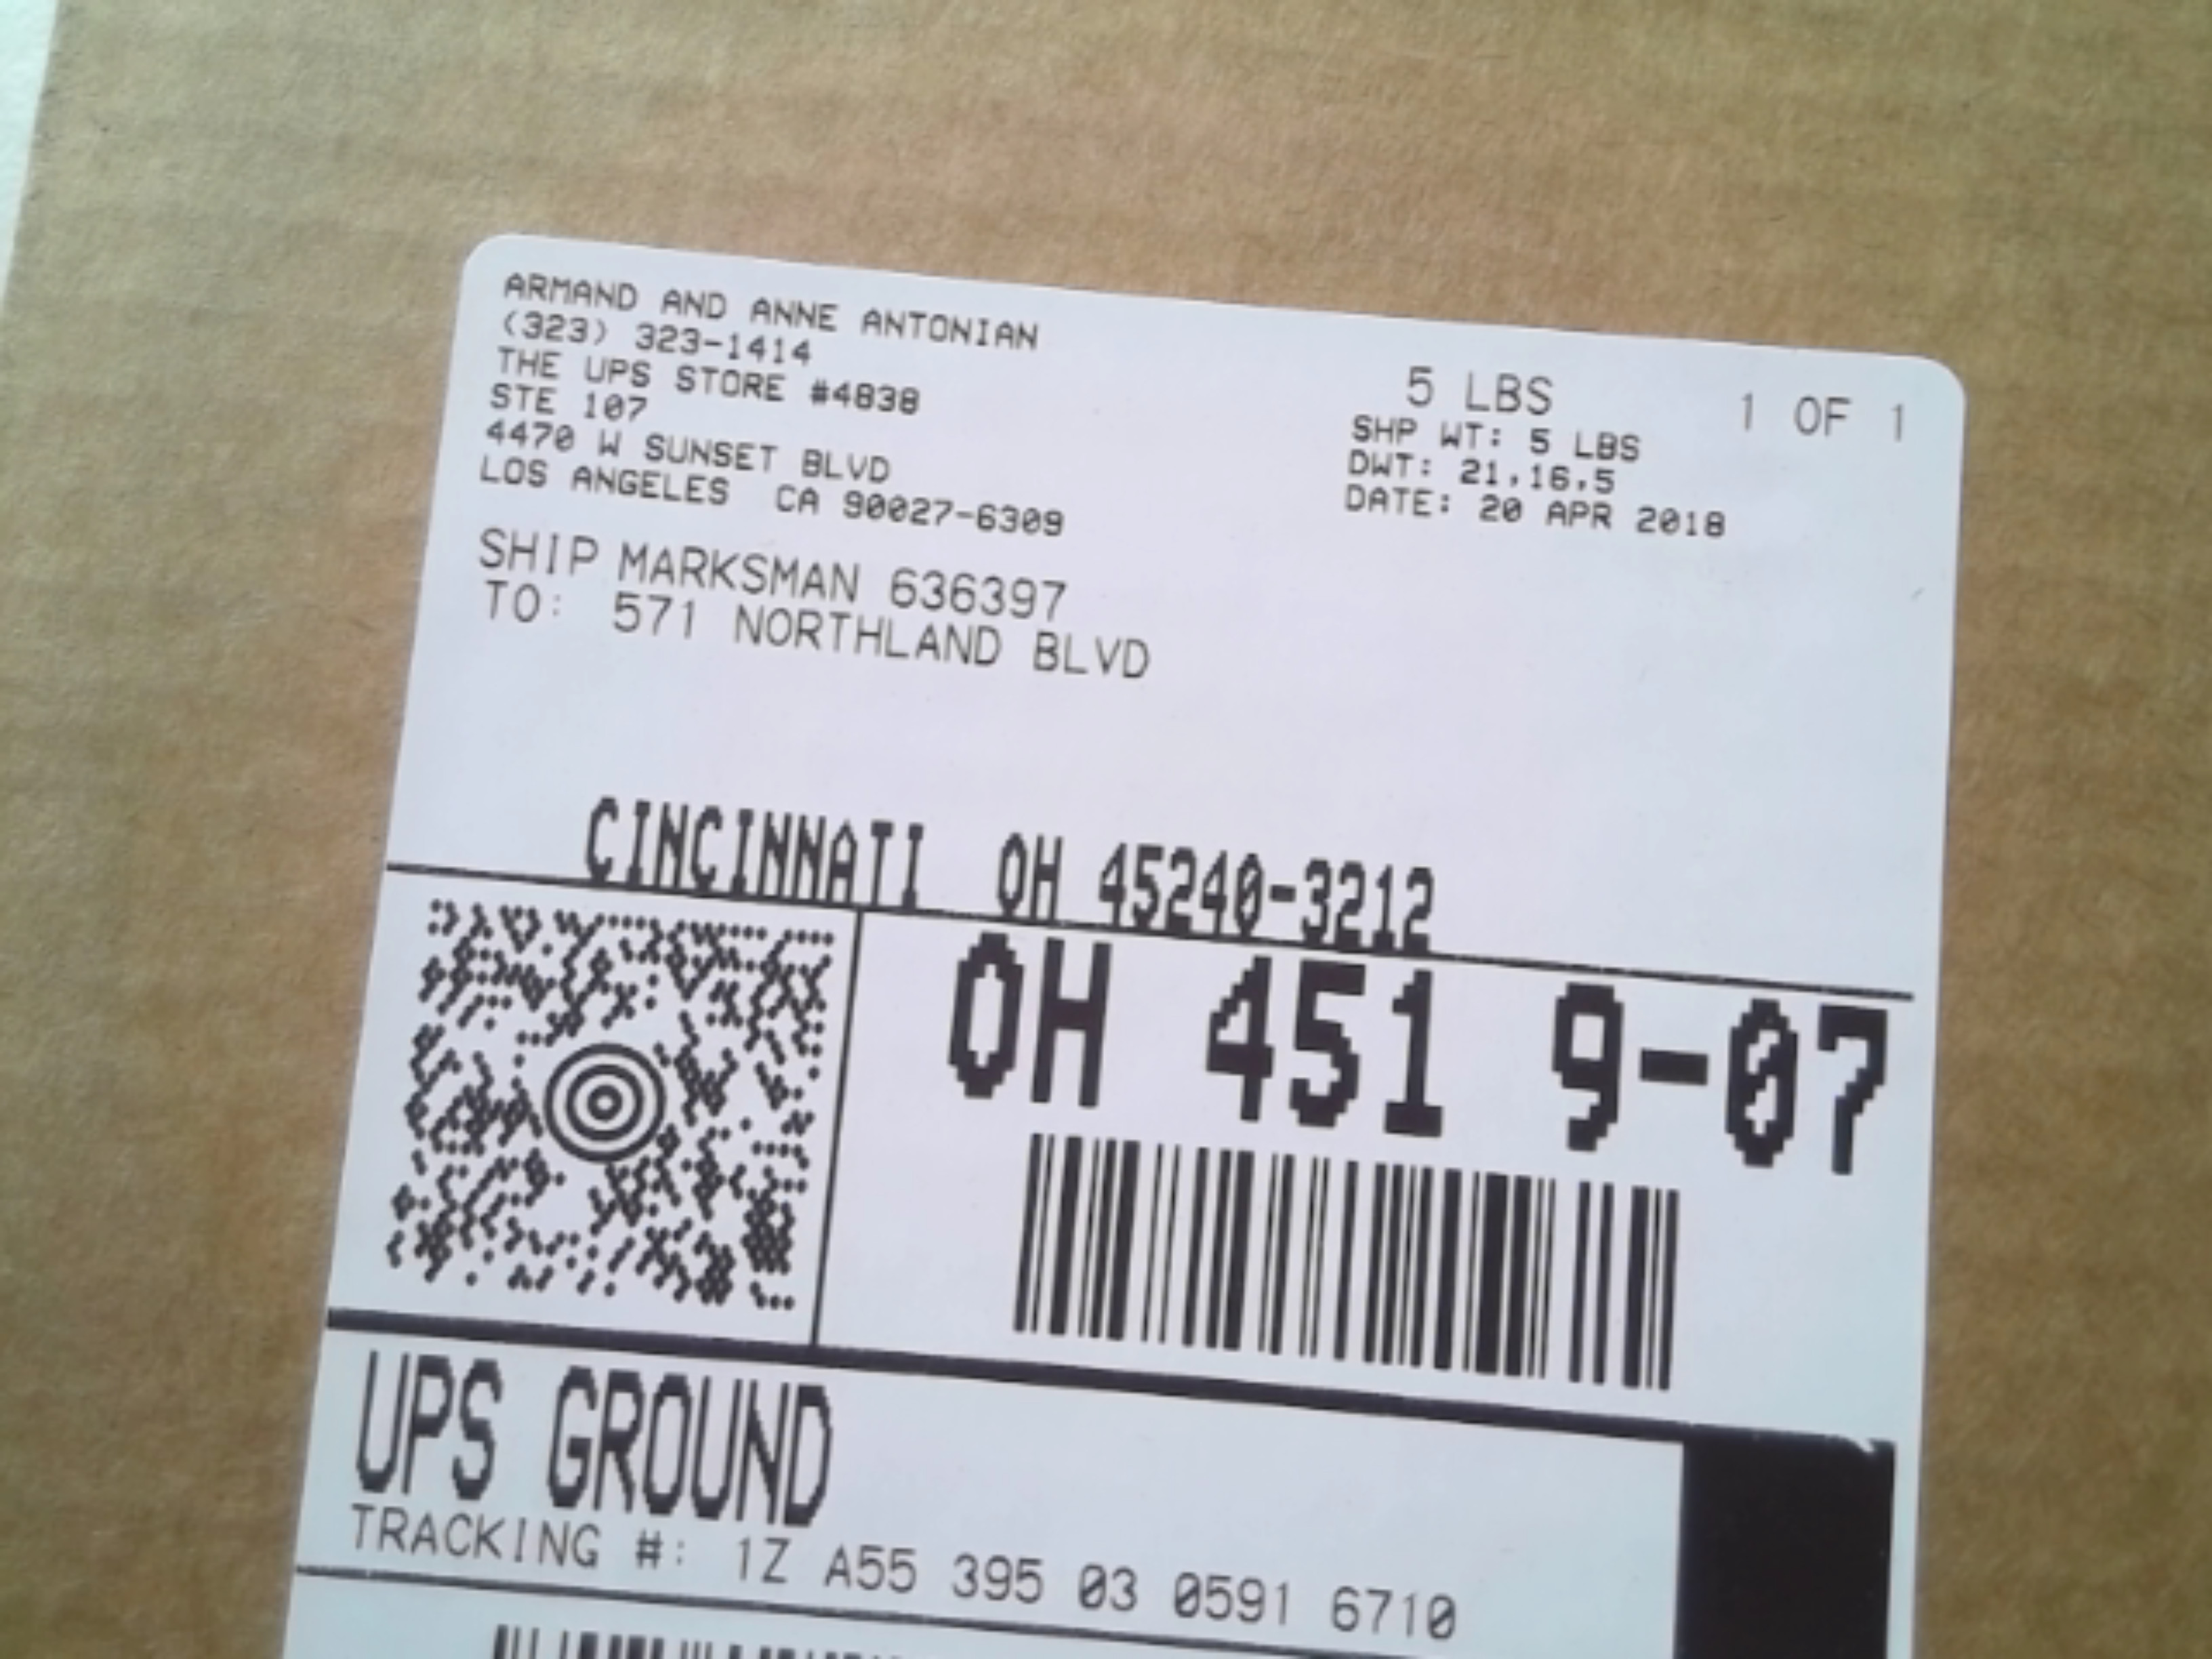 ARMAND AND ANNE ANTONIAN
(323) 323-1414
THE UPS STORE #4838
STE 107
4470 W SUNSET BLVD
LOS ANGELES CA 90027-6309
5 LBS 1 OF 1
SHP WT: 5 LBS
DWT: 21,16,5
DATE: 20 APR 2018
SHIP MARKSMAN 636397
TO: 571 NORTHLAND BLVD
CINCINNATI OH 45240-3212
OH 451 9-07
UPS GROUND
TRACKING #: 1Z A55 395 03 0591 6710